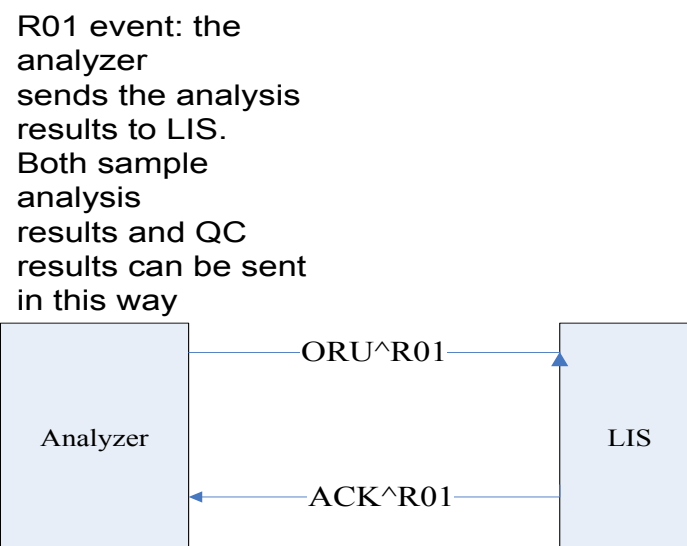 R01 event: the
analyzer
sends the analysis
results to LIS.
Both sample
analysis
results and QC
results can be sent
in this way
ORU^R01
Analyzer
LIS
ACK^R01